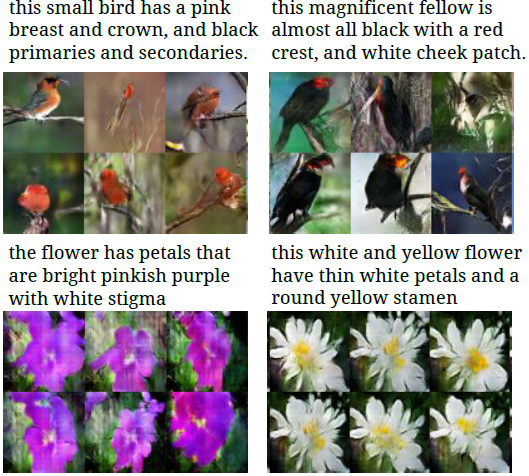 this small bird has a pink
breast and crown, and black
primaries and secondaries.
this magnificent fellow is
almost all black with a red
crest, and white cheek patch.
the flower has petals that
are bright pinkish purple
with white stigma
this white and yellow flower
have thin white petals and a
round yellow stamen